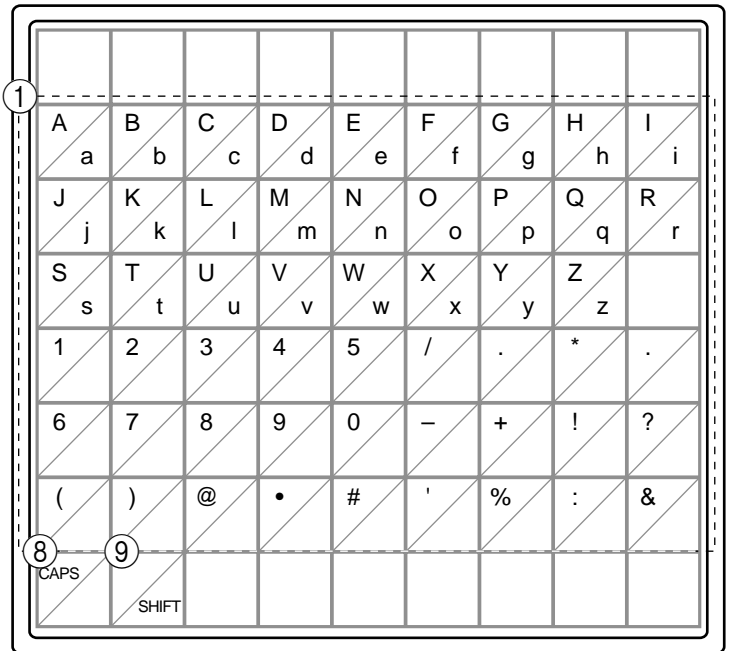 1
A a B b C c D d E e F f G g H h I i
J j K k L l M m N n O o P p Q q R r
S s T t U u V v W w X x Y y Z z
1 2 3 4 5 / . * .
6 7 8 9 0 – + ! ?
( ) @ • # ' % : &
8 9
CAPS SHIFT